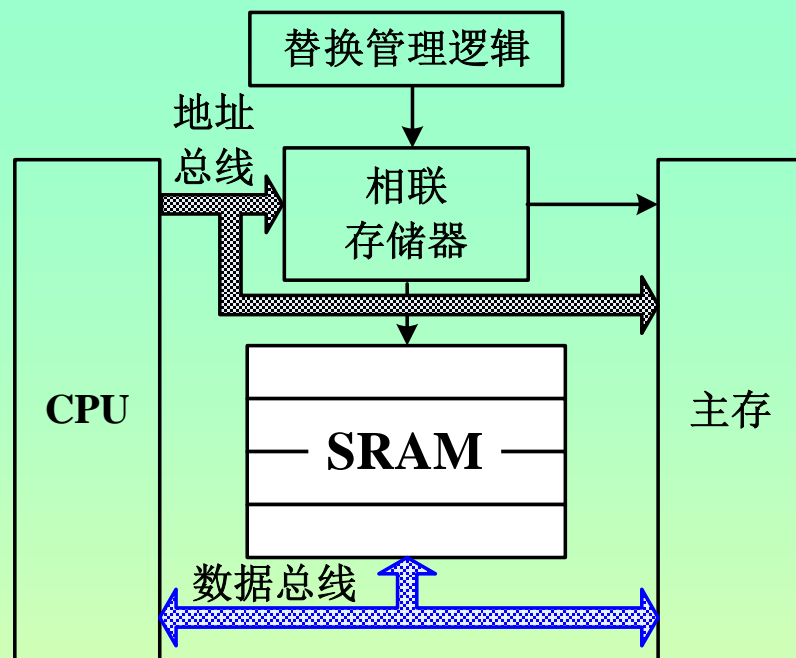 替换管理逻辑
地址
总线
相联
存储器
CPU
SRAM
主存
数据总线